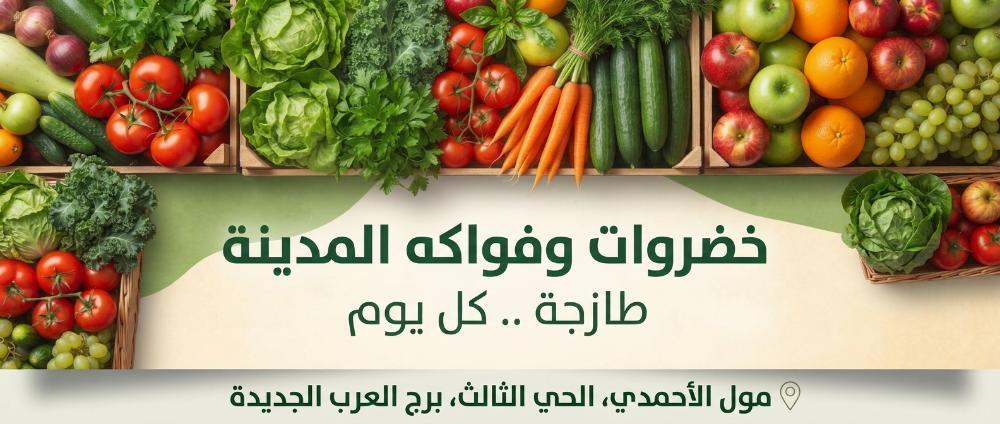 خضروات وفواكه المدينة
طازجة .. كل يوم
مول الأحمدي، الحي الثالث، برج العرب الجديدة